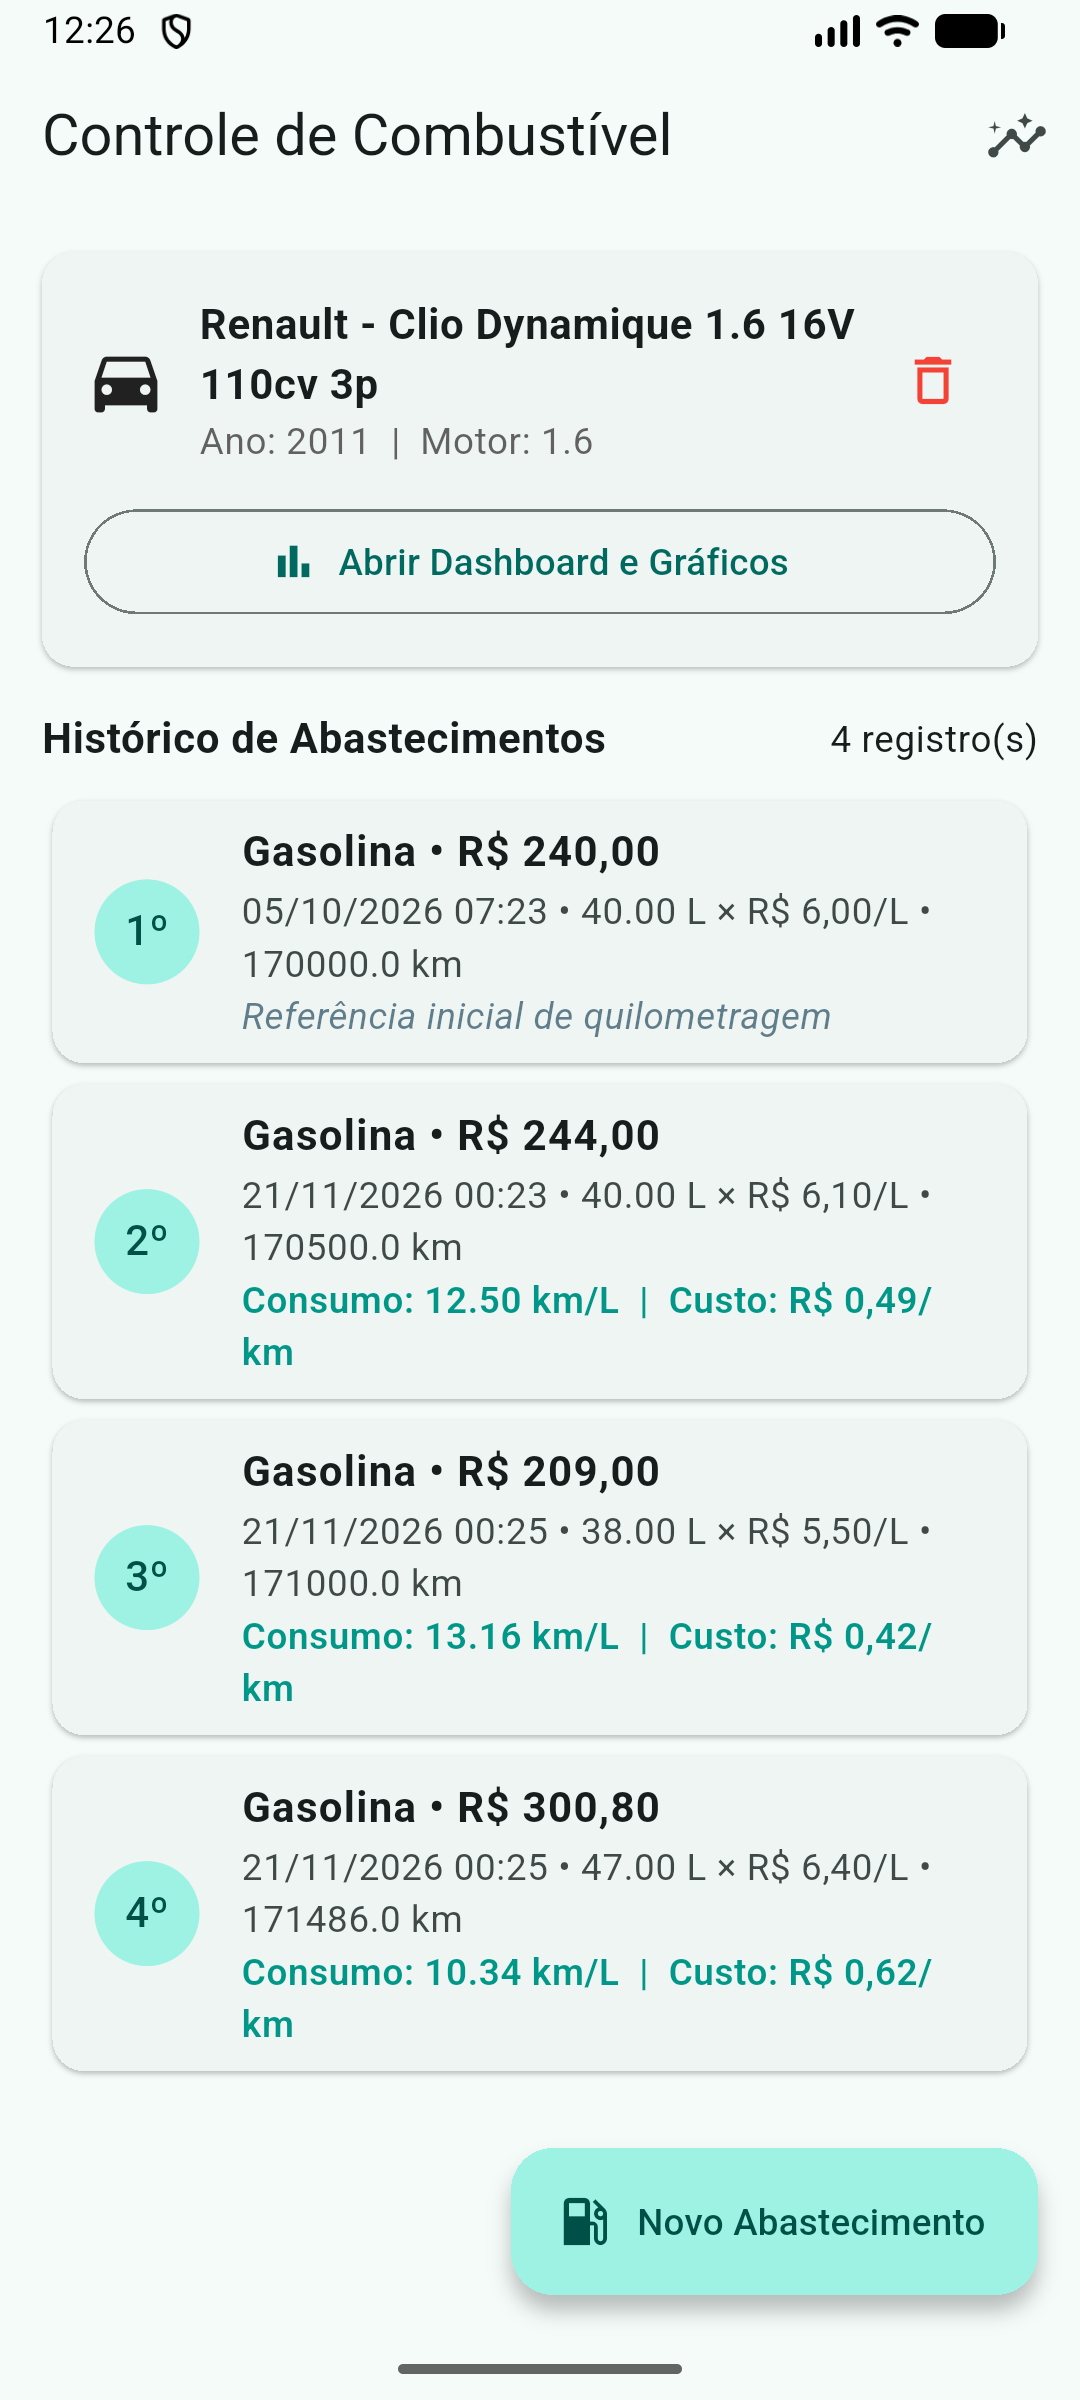 12:26
Controle de Combustível
Renault - Clio Dynamique 1.6 16V
110cv 3p
Ano: 2011 | Motor: 1.6
Abrir Dashboard e Gráficos
Histórico de Abastecimentos
4 registro(s)
1º
Gasolina • R$ 240,00
05/10/2026 07:23 • 40.00 L × R$ 6,00/L •
170000.0 km
Referência inicial de quilometragem
2º
Gasolina • R$ 244,00
21/11/2026 00:23 • 40.00 L × R$ 6,10/L •
170500.0 km
Consumo: 12.50 km/L | Custo: R$ 0,49/
km
3º
Gasolina • R$ 209,00
21/11/2026 00:25 • 38.00 L × R$ 5,50/L •
171000.0 km
Consumo: 13.16 km/L | Custo: R$ 0,42/
km
4º
Gasolina • R$ 300,80
21/11/2026 00:25 • 47.00 L × R$ 6,40/L •
171486.0 km
Consumo: 10.34 km/L | Custo: R$ 0,62/
km
Novo Abastecimento